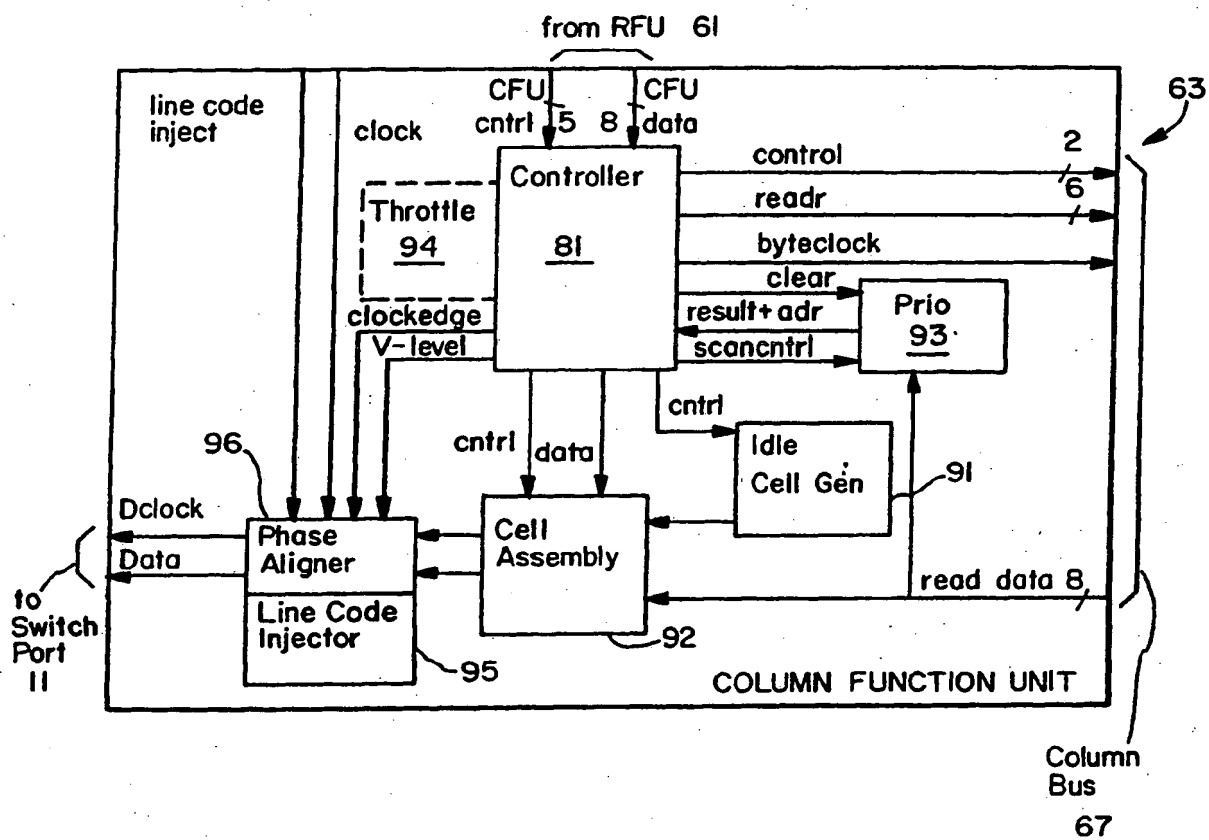 from RFU 61
line code
inject
clock
CFU
cntrl 5
CFU
8 data
63
Controller
81
Throttle
94
control 2
readr 6
byteclock
clear
result+adr
scancntrl
Prio
93
clockedge
V-level
cntrl
data
cntrl
Idle
Cell Gen
91
96
Dclock
Data
Phase
Aligner
Line Code
Injector
95
Cell
Assembly
92
read data 8
to
Switch
Port
11
COLUMN FUNCTION UNIT
Column
Bus
67